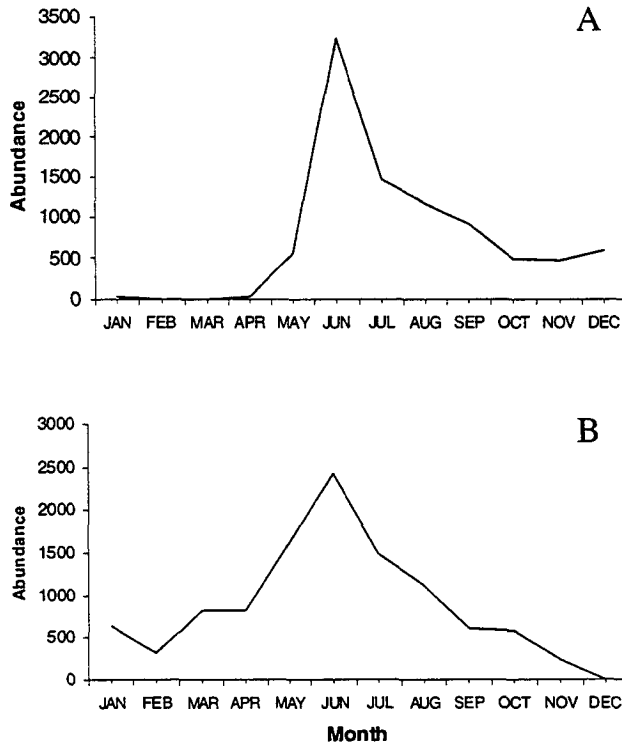 A
3500
3000
2500
2000
1500
1000
500
0
Abundance
JAN FEB MAR APR MAY JUN JUL AUG SEP OCT NOV DEC
B
3000
2500
2000
1500
1000
500
0
Abundance
JAN FEB MAR APR MAY JUN JUL AUG SEP OCT NOV DEC
Month